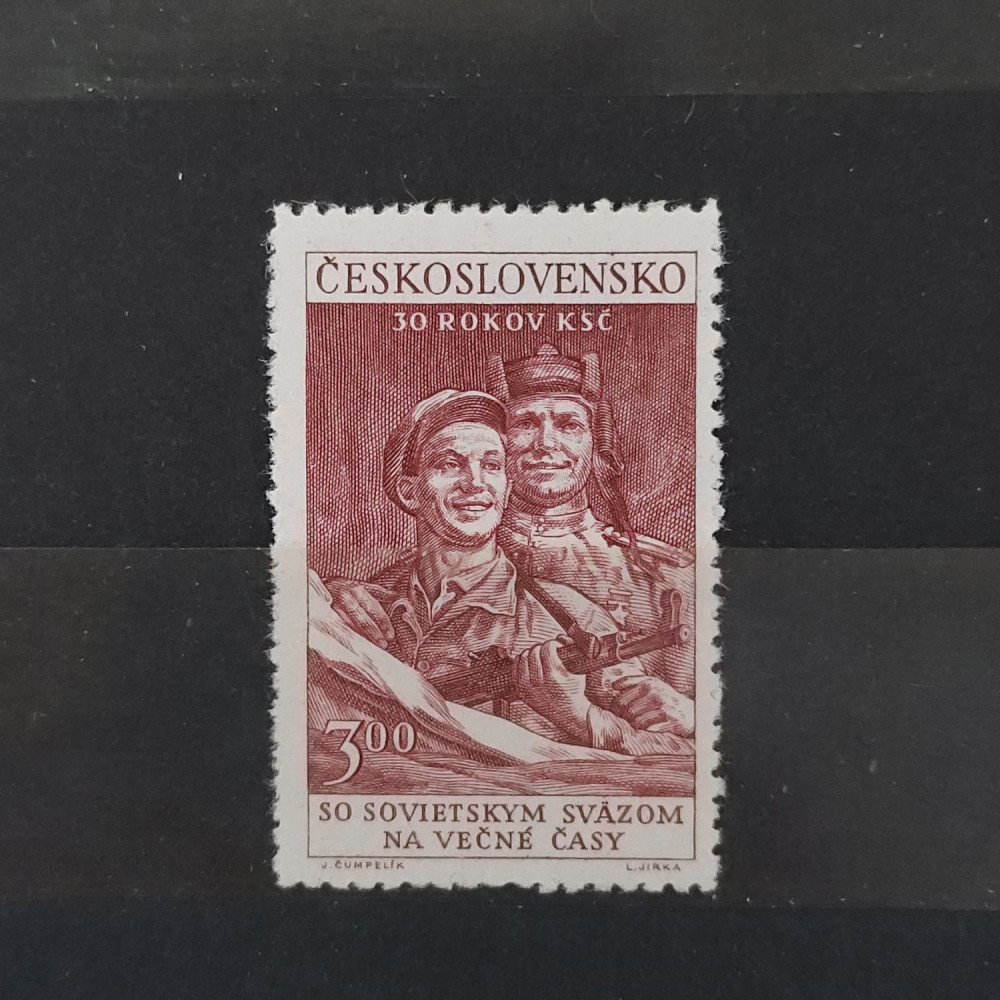 ČESKOSLOVENSKO
30 ROKOV KSČ
3.00
SO SOVIETSKYM SVÄZOM
NA VEČNÉ ČASY
J. ČUMPELÍK L. JIRKA